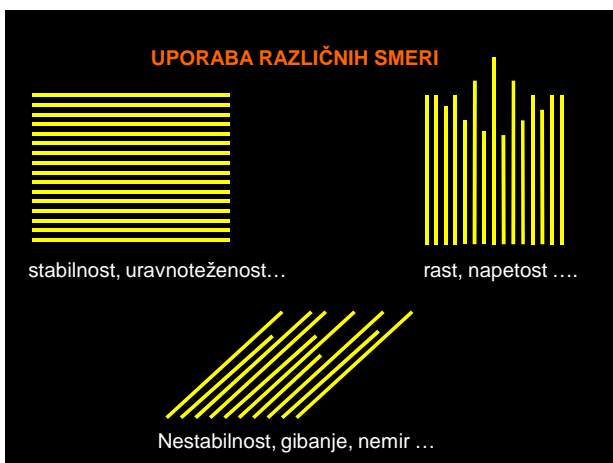 UPORABA RAZLIČNIH SMERI
stabilnost, uravnoteženost…
rast, napetost ….
Nestabilnost, gibanje, nemir …